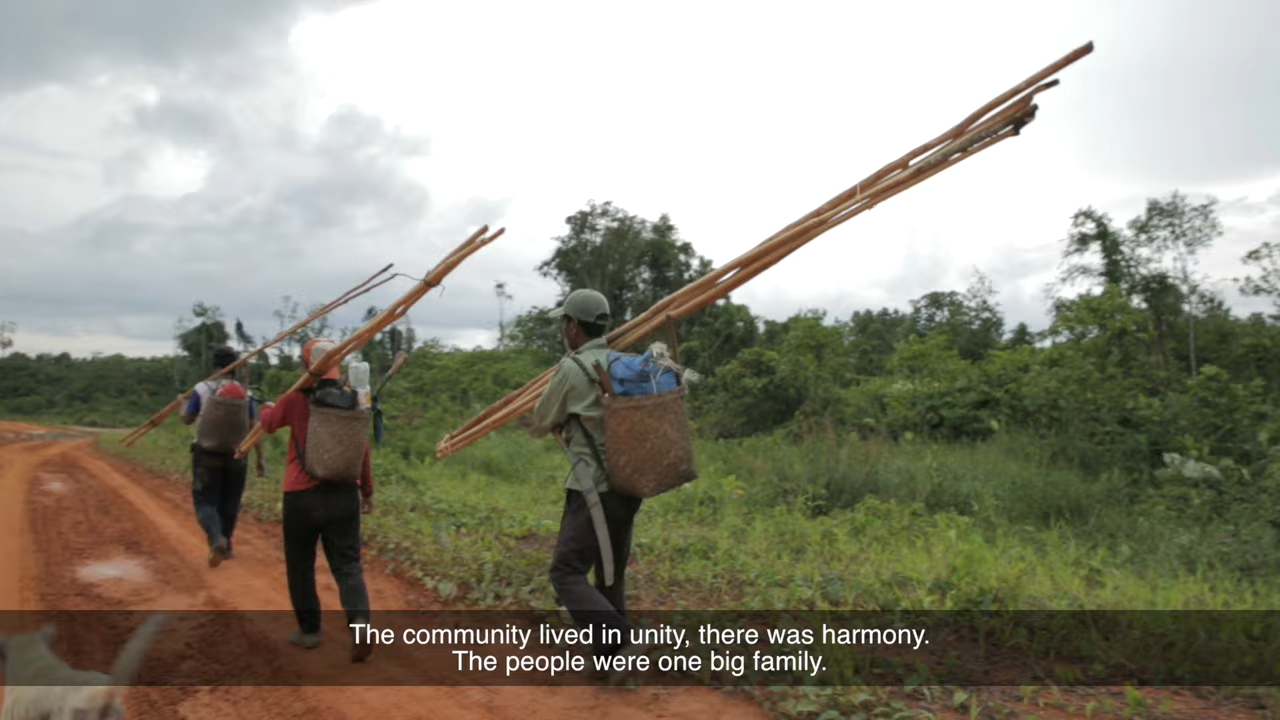 The community lived in unity, there was harmony.
The people were one big family.